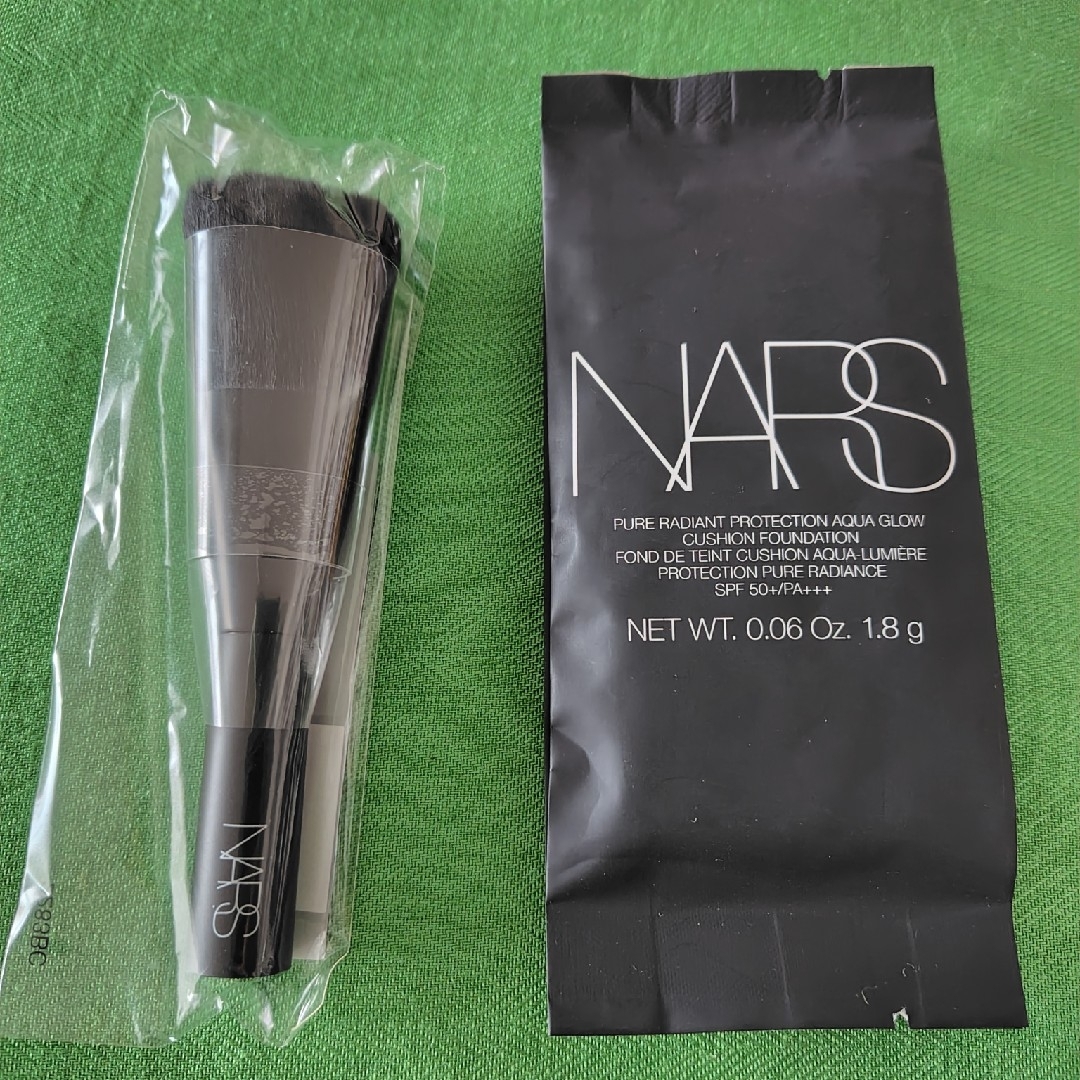 NARS
PURE RADIANT PROTECTION AQUA GLOW
CUSHION FOUNDATION
FOND DE TEINT CUSHION AQUA-LUMIÈRE
PROTECTION PURE RADIANCE
SPF 50+/PA+++
NET WT. 0.06 Oz. 1.8 g
NARS